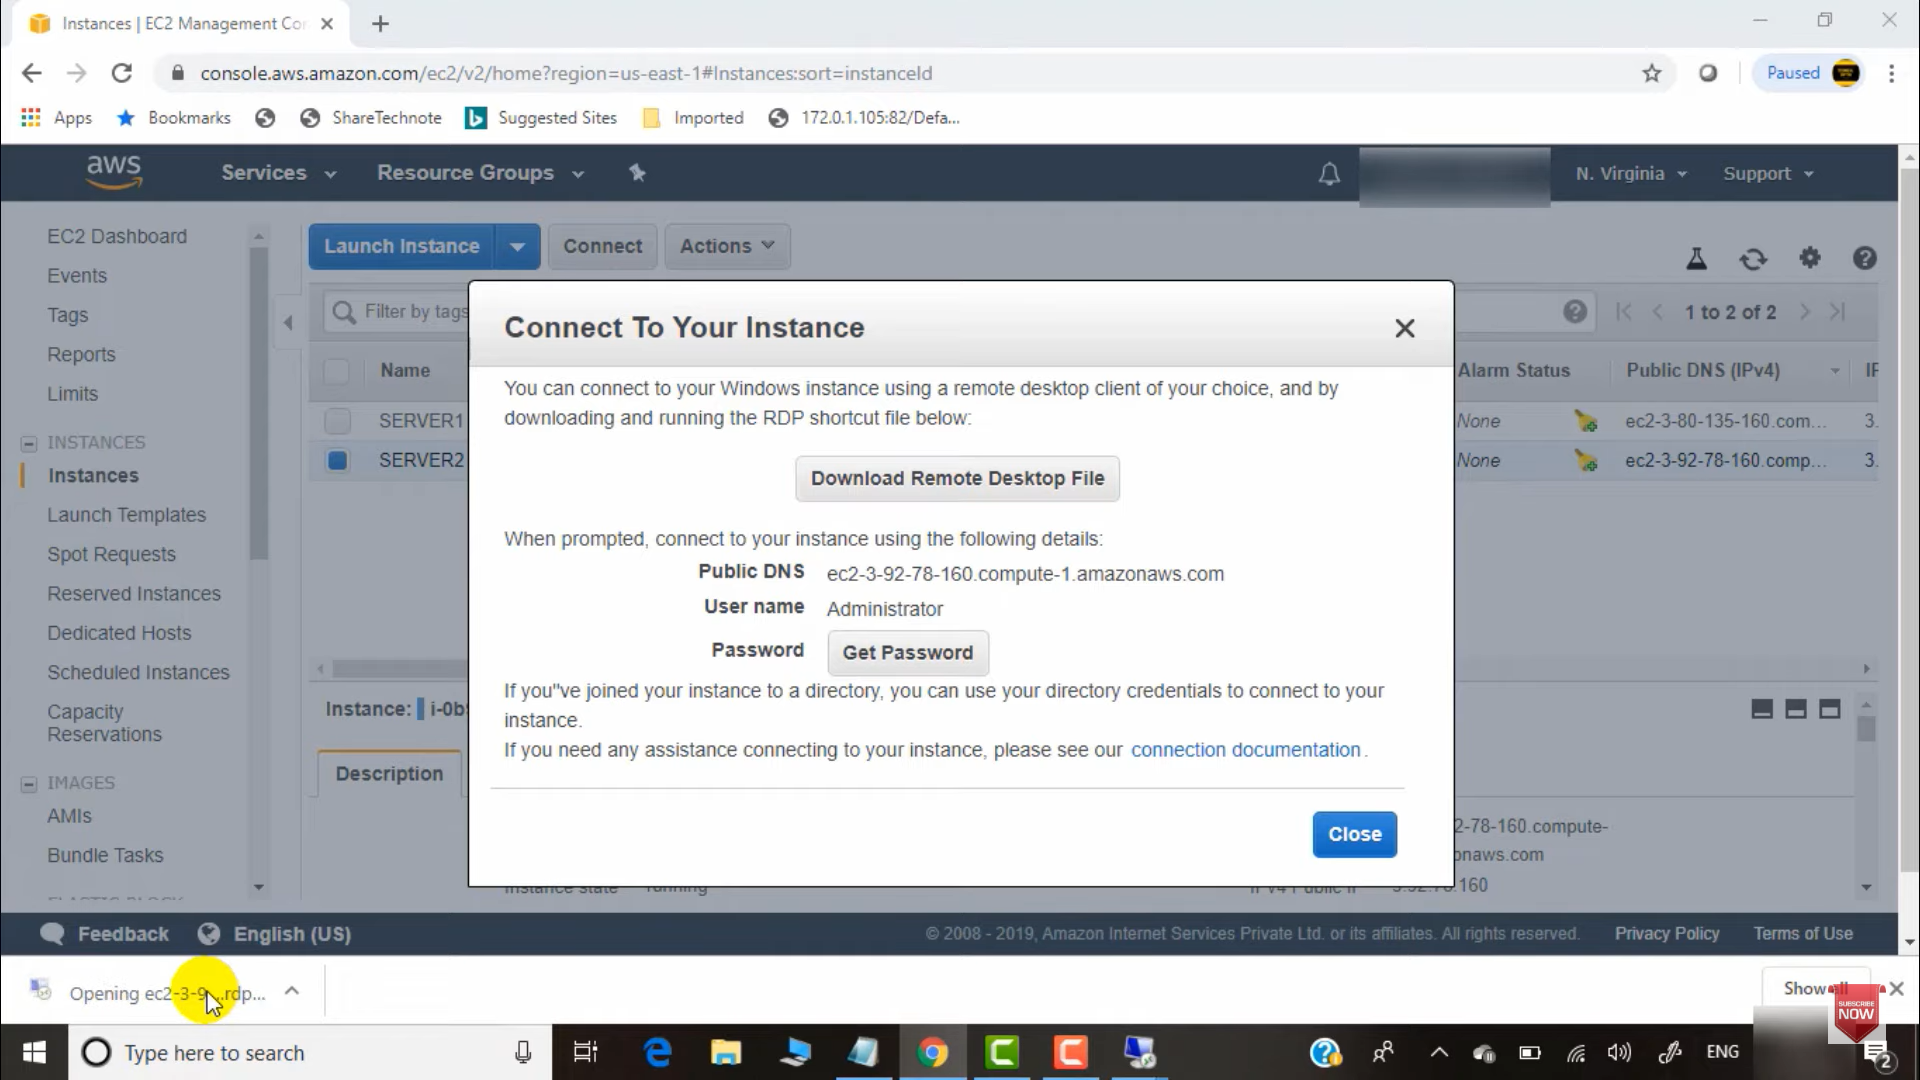 Instances | EC2 Management Con
console.aws.amazon.com/ec2/v2/home?region=us-east-1#Instances:sort=instanceId
Paused
Apps
Bookmarks
ShareTechnote
Suggested Sites
Imported
172.0.1.105:82/Defa...
aws
Services
Resource Groups
N. Virginia
Support
EC2 Dashboard
Events
Tags
Reports
Limits
INSTANCES
Instances
Launch Templates
Spot Requests
Reserved Instances
Dedicated Hosts
Scheduled Instances
Capacity
Reservations
IMAGES
AMIs
Bundle Tasks
Launch Instance
Connect
Actions
Filter by tags
1 to 2 of 2
Name
Alarm Status
Public DNS (IPv4)
SERVER1
None
ec2-3-80-135-160.com...
3.
SERVER2
None
ec2-3-92-78-160.comp...
3.
Connect To Your Instance
You can connect to your Windows instance using a remote desktop client of your choice, and by
downloading and running the RDP shortcut file below:
Download Remote Desktop File
When prompted, connect to your instance using the following details:
Public DNS ec2-3-92-78-160.compute-1.amazonaws.com
User name Administrator
Password Get Password
If you"ve joined your instance to a directory, you can use your directory credentials to connect to your
instance.
If you need any assistance connecting to your instance, please see our connection documentation.
Close
Instance: i-0b
Description
2-78-160.compute-
onaws.com
Instance state running
IPv4 Public IP 3.92.78.160
Feedback
English (US)
© 2008 - 2019, Amazon Internet Services Private Ltd. or its affiliates. All rights reserved.
Privacy Policy
Terms of Use
Opening ec2-3-9...rdp...
Show all
SUBSCRIBE
NOW
Type here to search
ENG
2